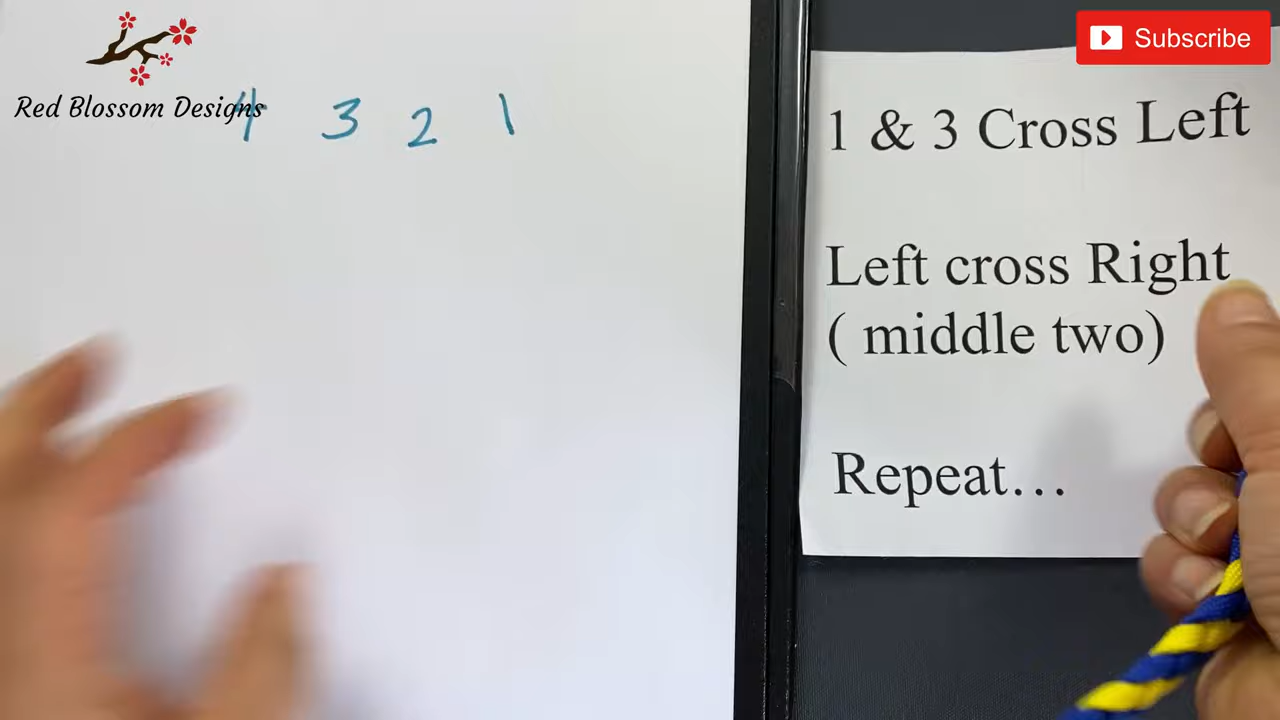 Red Blossom Designs
4 3 2 1
Subscribe
1 & 3 Cross Left
Left cross Right
( middle two)
Repeat…